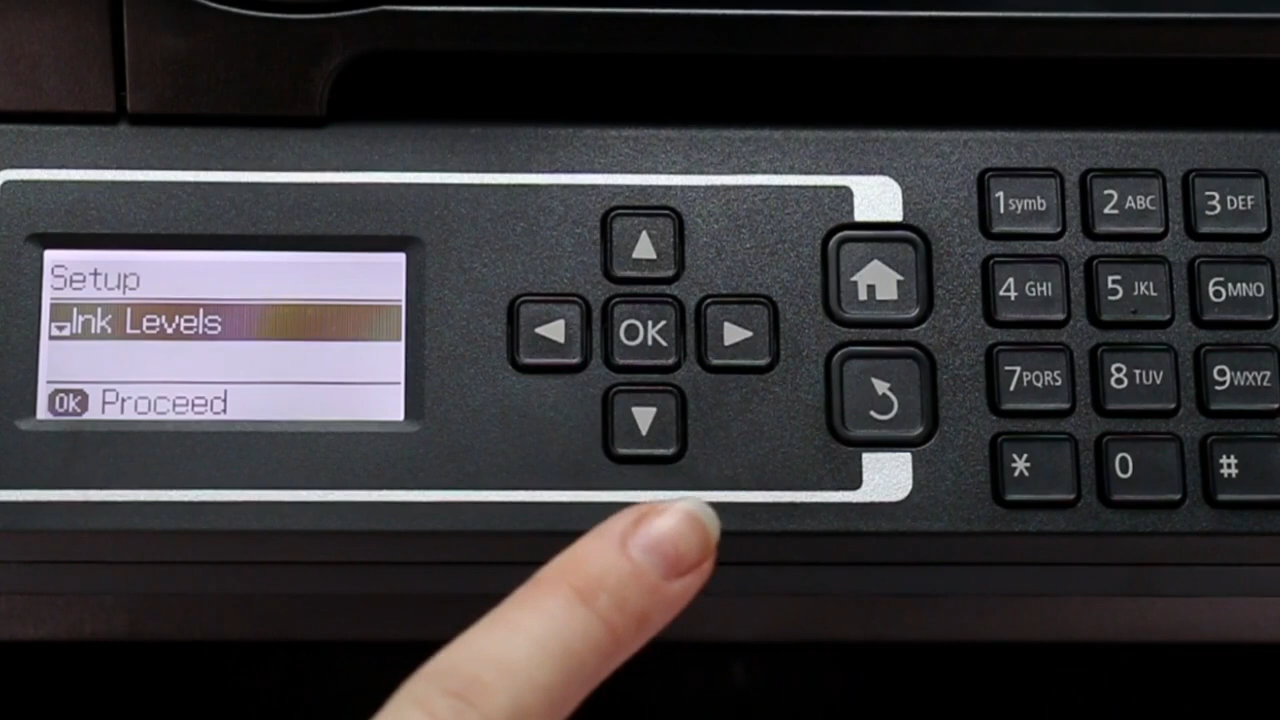 Setup
Ink Levels
OK Proceed
OK
1 symb 2 ABC 3 DEF
4 GHI 5 JKL 6 MNO
7 PQRS 8 TUV 9 WXYZ
* 0 #